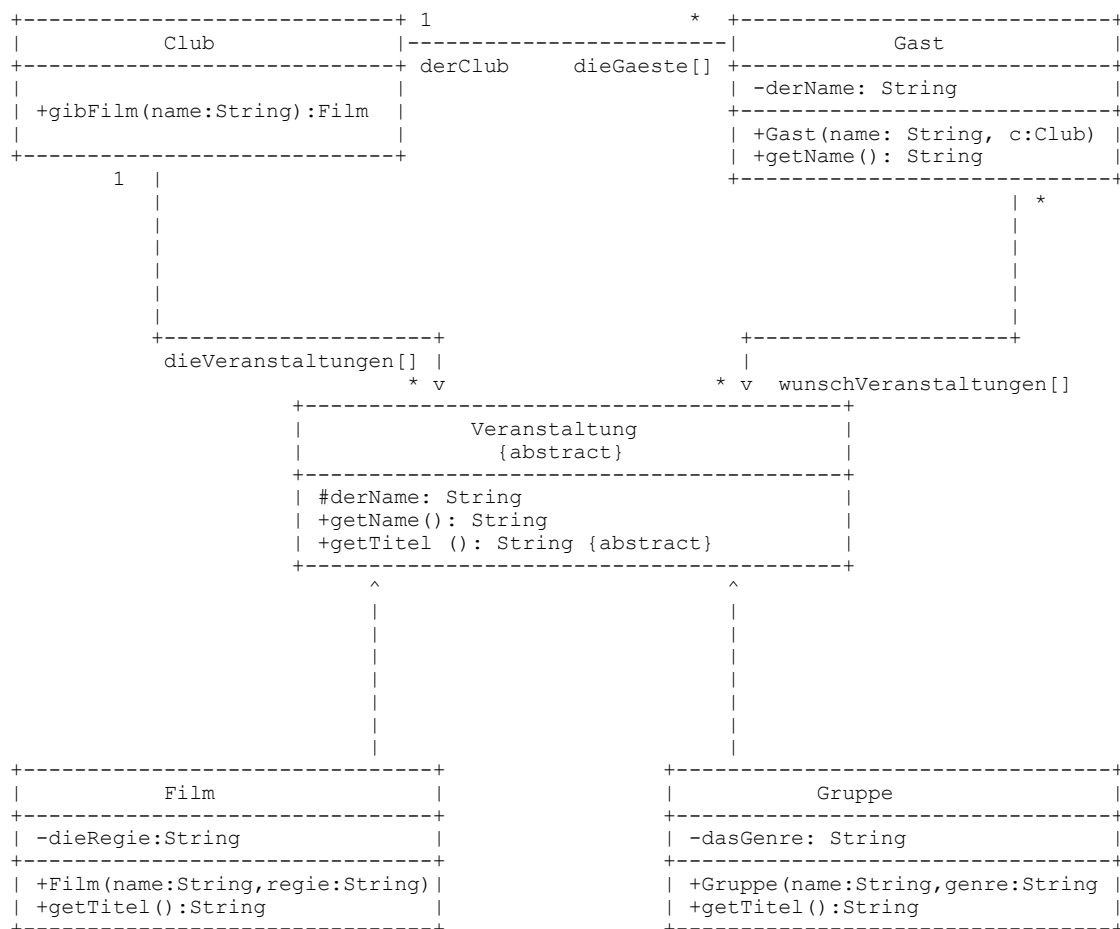 1 *
Club Gast
derClub dieGaeste[]
-derName: String
+gibFilm(name:String):Film
+Gast(name: String, c:Club)
+getName(): String
1
*
dieVeranstaltungen[]
* v * v wunschVeranstaltungen[]
Veranstaltung
{abstract}
#derName: String
+getName(): String
+getTitel (): String {abstract}
Film Gruppe
-dieRegie:String -dasGenre: String
+Film(name:String,regie:String) +Gruppe(name:String,genre:String
+getTitel():String +getTitel():String